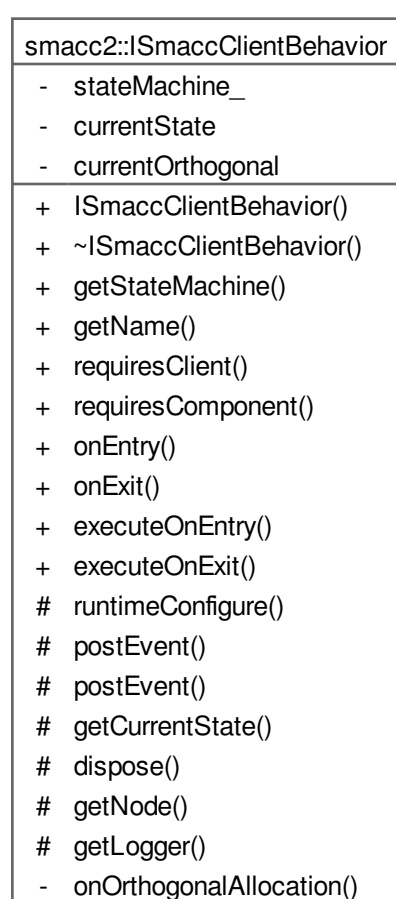 smacc2::ISmaccClientBehavior
- stateMachine_
- currentState
- currentOrthogonal
+ ISmaccClientBehavior()
+ ~ISmaccClientBehavior()
+ getStateMachine()
+ getName()
+ requiresClient()
+ requiresComponent()
+ onEntry()
+ onExit()
+ executeOnEntry()
+ executeOnExit()
# runtimeConfigure()
# postEvent()
# postEvent()
# getCurrentState()
# dispose()
# getNode()
# getLogger()
- onOrthogonalAllocation()